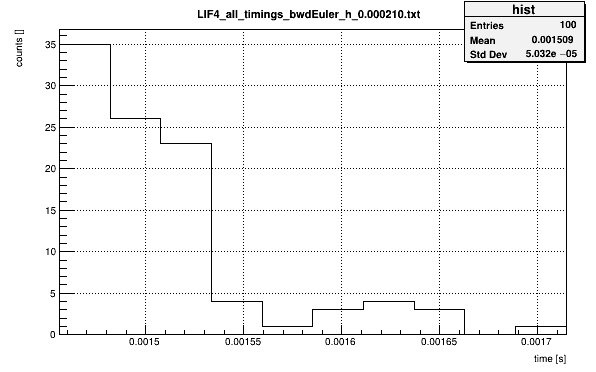 LIF4_all_timings_bwdEuler_h_0.000210.txt
hist
Entries 100
Mean 0.001509
Std Dev 5.032e −05
counts []
35
30
25
20
15
10
5
0
0.0015 0.00155 0.0016 0.00165 0.0017
time [s]